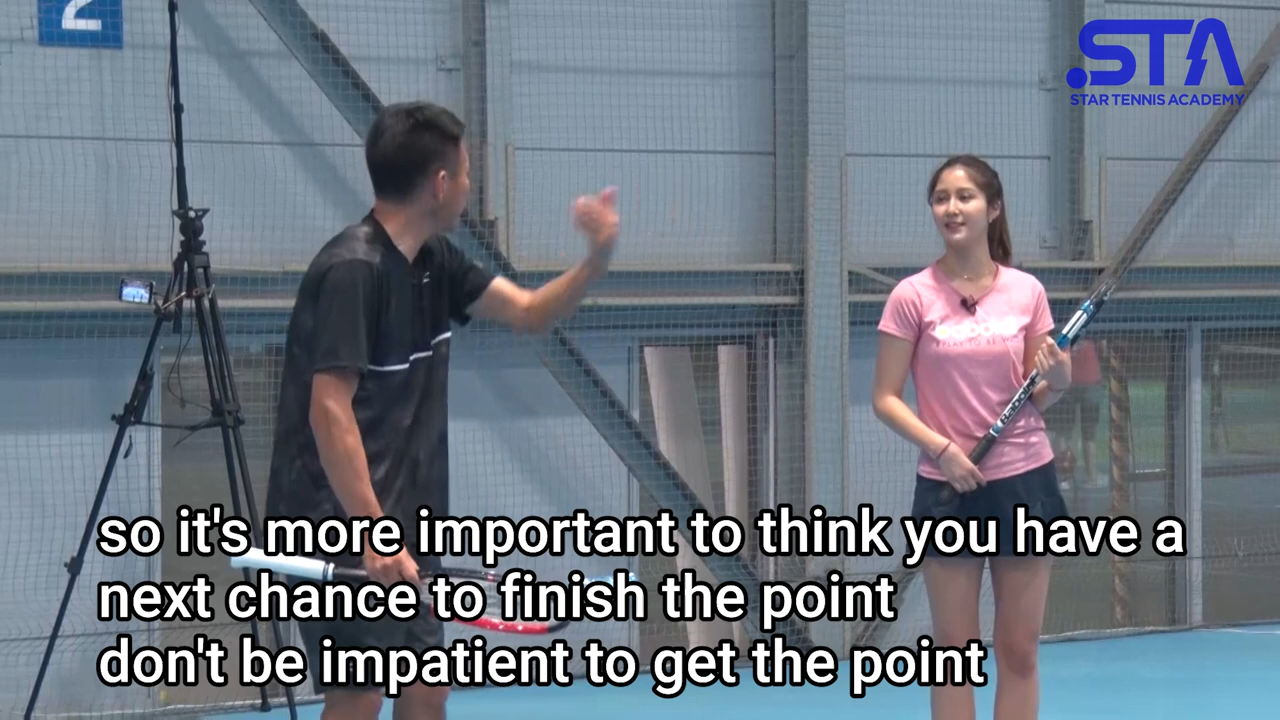 2
STA
STAR TENNIS ACADEMY
Babolat
so it's more important to think you have a
next chance to finish the point
don't be impatient to get the point